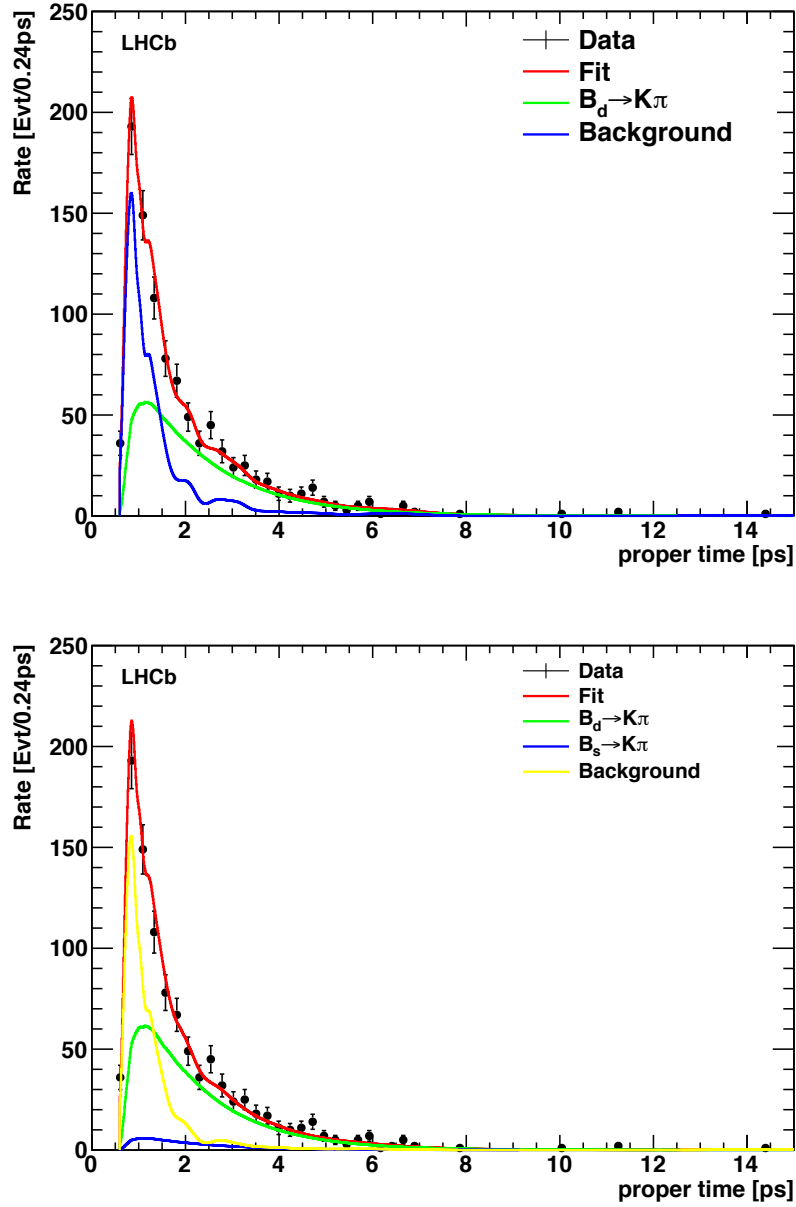 LHCb
Data
Fit
B_d→Kπ
Background
Rate [Evt/0.24ps]
250
200
150
100
50
0
0 2 4 6 8 10 12 14
proper time [ps]
LHCb
Data
Fit
B_d→Kπ
B_s→Kπ
Background
Rate [Evt/0.24ps]
250
200
150
100
50
0
0 2 4 6 8 10 12 14
proper time [ps]